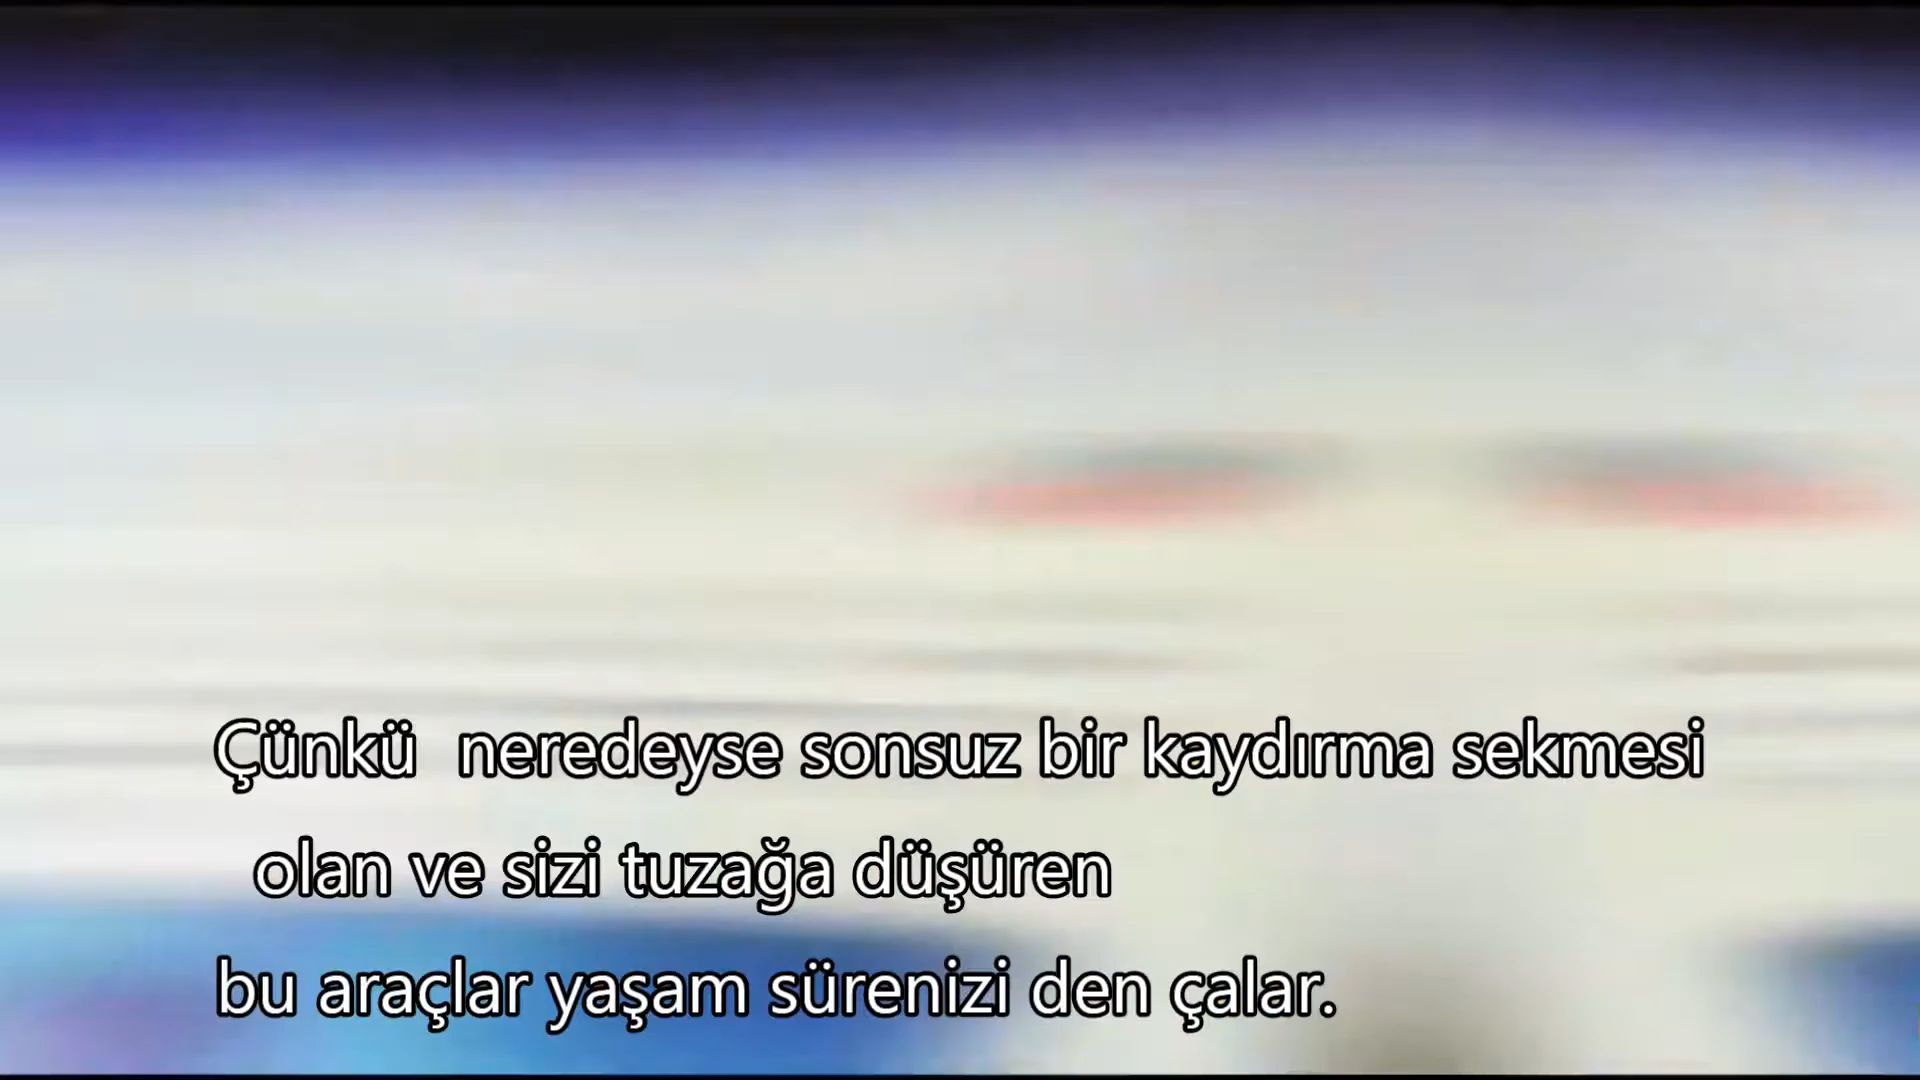 Çünkü  neredeyse sonsuz bir kaydırma sekmesi
olan ve sizi tuzağa düşüren
bu araçlar yaşam sürenizi den çalar.